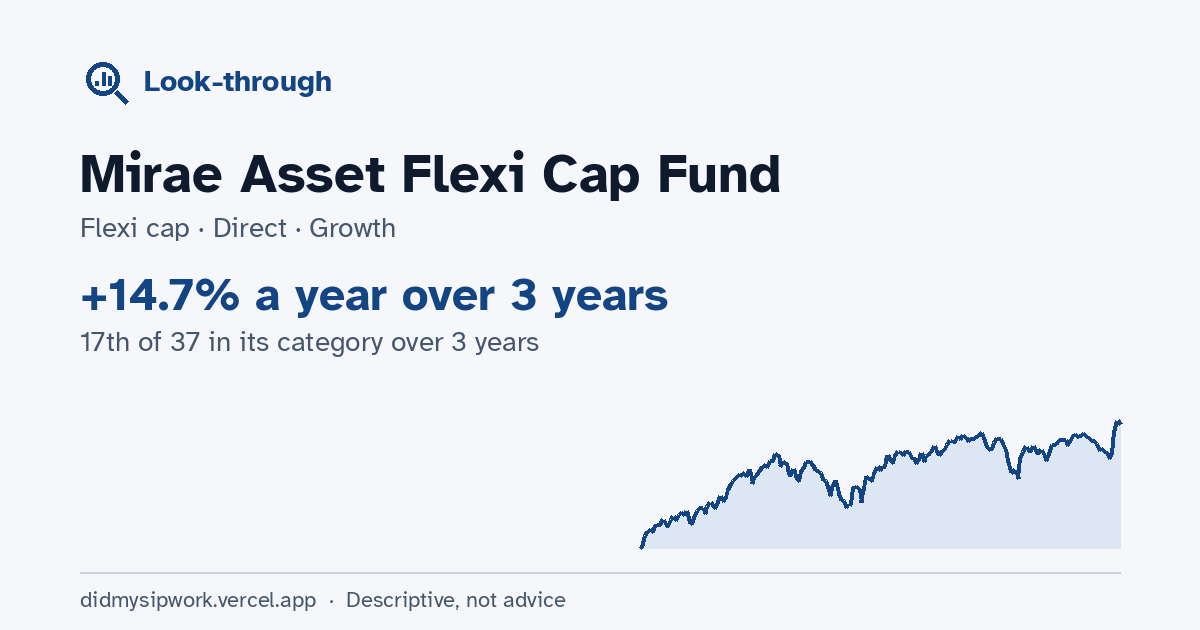 Look-through
Mirae Asset Flexi Cap Fund
Flexi cap · Direct · Growth
+14.7% a year over 3 years
17th of 37 in its category over 3 years
didmysipwork.vercel.app · Descriptive, not advice